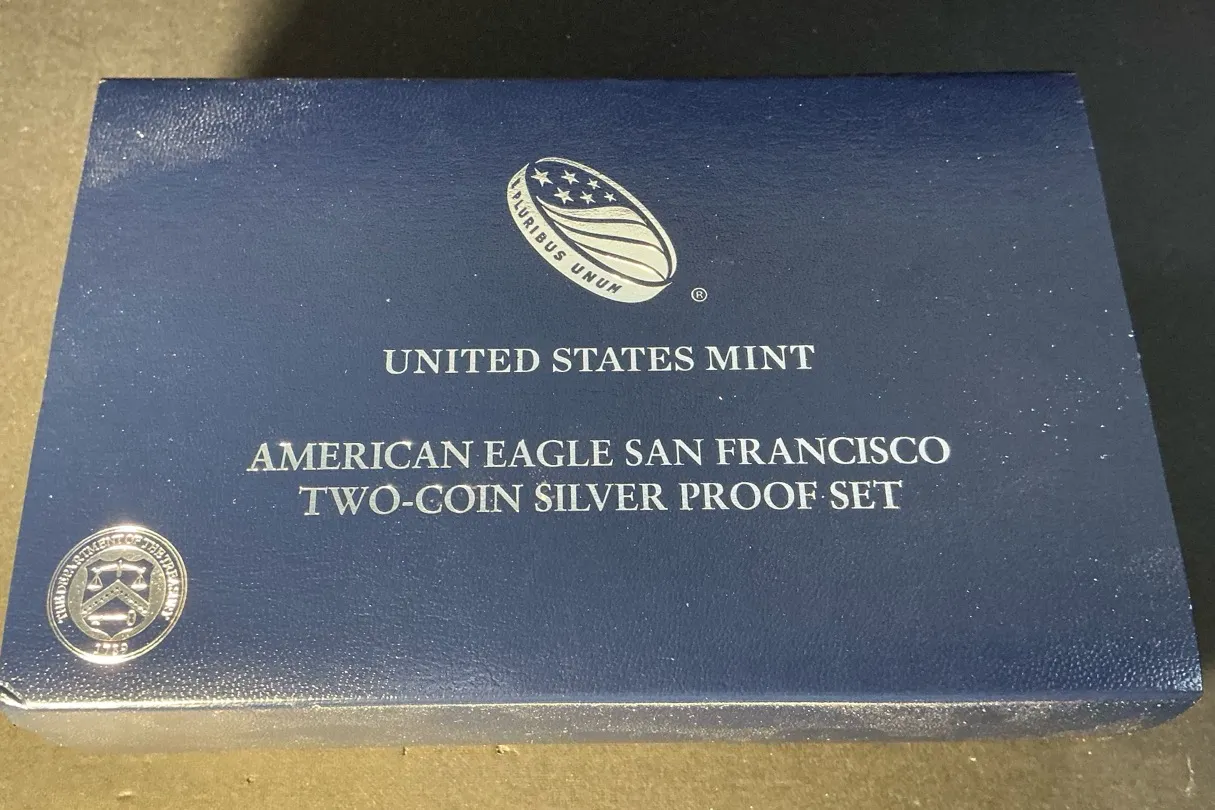 E PLURIBUS UNUM
®
UNITED STATES MINT
AMERICAN EAGLE SAN FRANCISCO
TWO-COIN SILVER PROOF SET
THE DEPARTMENT OF THE TREASURY
1789